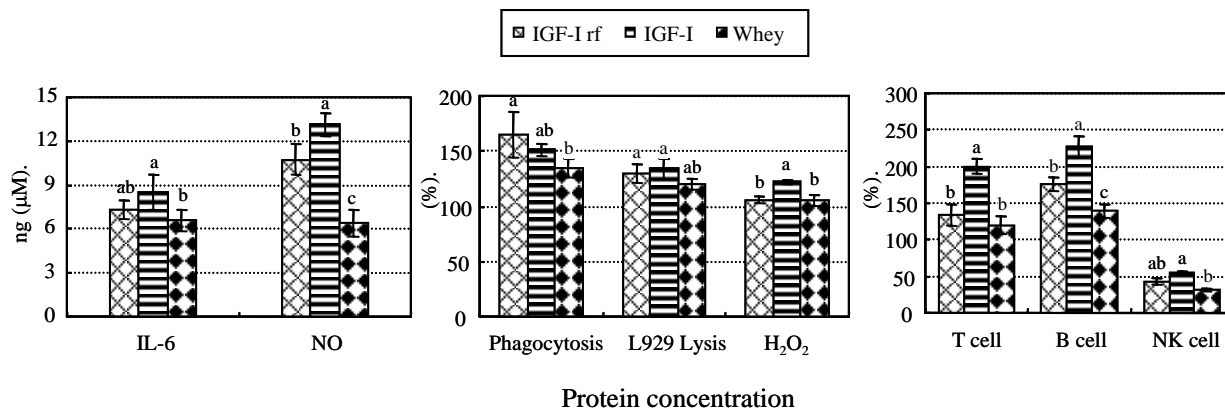 IGF-I rf IGF-I Whey
15
12
9
6
3
0
ng (µM).
ab
a
b
b
a
c
IL-6 NO
200
150
100
50
0
(%).
a
ab
b
a
a
ab
b
a
b
Phagocytosis L929 Lysis H₂O₂
300
250
200
150
100
50
0
(%).
b
a
b
b
a
c
ab
a
b
T cell B cell NK cell
Protein concentration